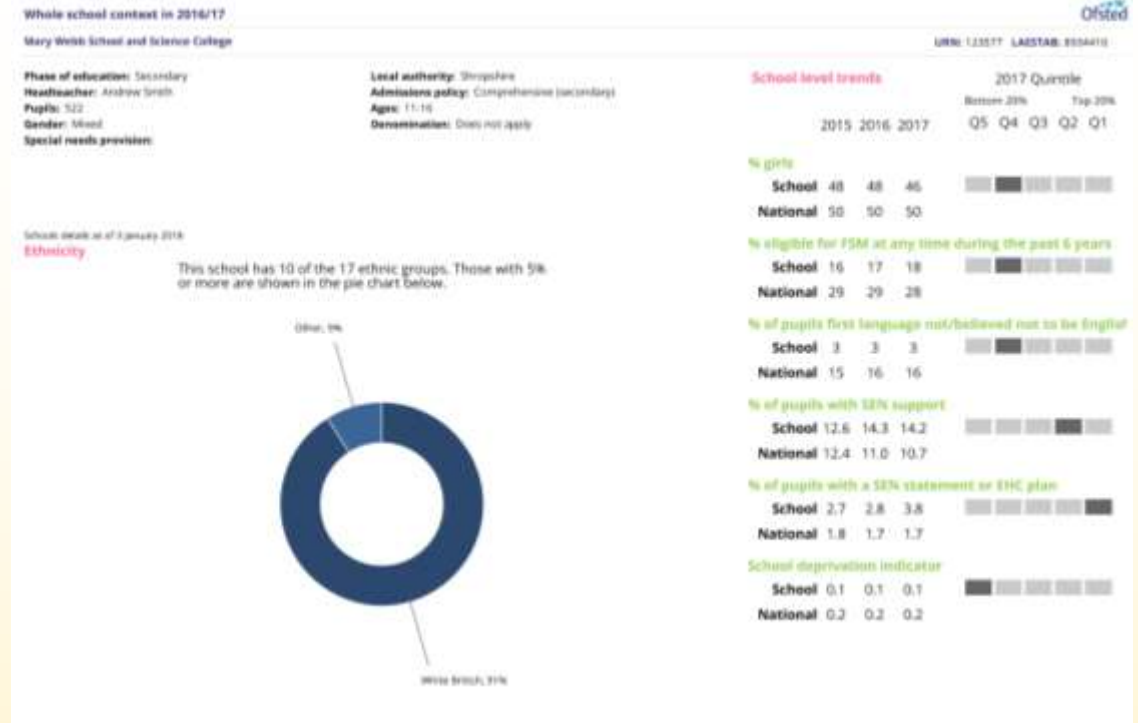 Whole school context in 2016/17
Ofsted
Mary Webb School and Science College
URN: 123577 LAESTAB:
Phase of education: Secondary
Headteacher: Andrew Smith
Pupils: 522
Gender: Mixed
Special needs provision:
Local authority: Shropshire
Admissions policy: Comprehensive (secondary)
Ages: 11-16
Denomination: Does not apply
Schools details as of 3 January 2018
Ethnicity
This school has 10 of the 17 ethnic groups. Those with 5%
or more are shown in the pie chart below.
Other, 9%
White British, 91%
School level trends
2017 Quintile
Bottom 20% Top 20%
2015 2016 2017 Q5 Q4 Q3 Q2 Q1
% girls
School 48 48 46
National 50 50 50
% eligible for FSM at any time during the past 6 years
School 16 17 18
National 29 29 28
% of pupils first language not/believed not to be Englis
School 3 3 3
National 15 16 16
% of pupils with SEN support
School 12.6 14.3 14.2
National 12.4 11.0 10.7
% of pupils with a SEN statement or EHC plan
School 2.7 2.8 3.8
National 1.8 1.7 1.7
School deprivation indicator
School 0.1 0.1 0.1
National 0.2 0.2 0.2